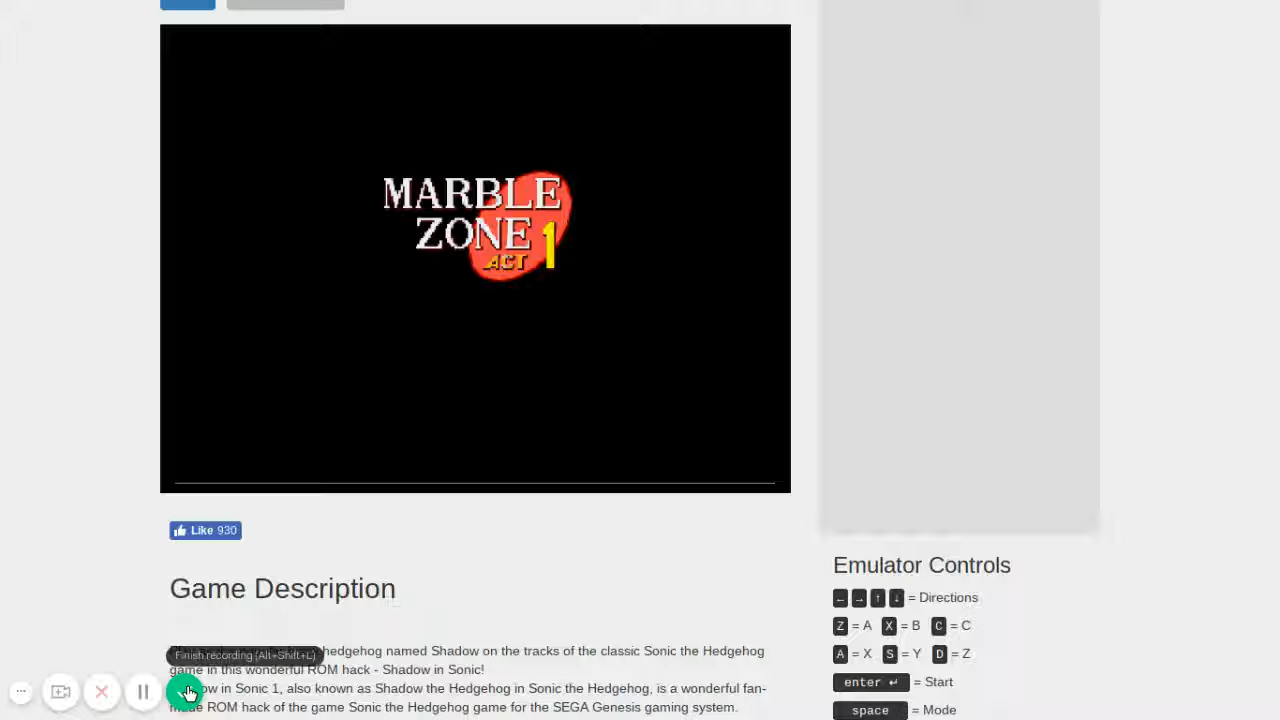 MARBLE
ZONE
ACT 1
Like 930
Game Description
Emulator Controls
← → ↑ ↓ = Directions
Z = A X = B C = C
A = X S = Y D = Z
enter ↵ = Start
space = Mode
hedgehog named Shadow on the tracks of the classic Sonic the Hedgehog
Finish recording (Alt+Shift+L)
game in this wonderful ROM hack - Shadow in Sonic!
in Sonic 1, also known as Shadow the Hedgehog in Sonic the Hedgehog, is a wonderful fan-
ROM hack of the game Sonic the Hedgehog game for the SEGA Genesis gaming system.